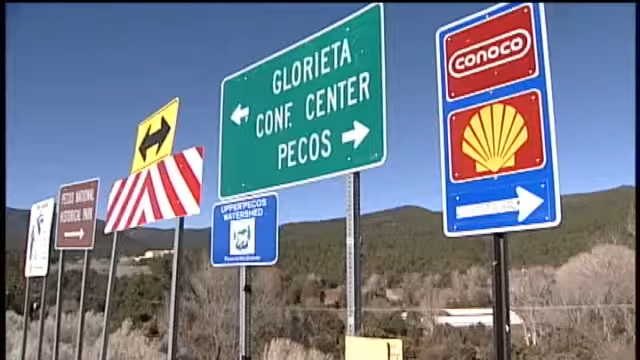 PECOS NATIONAL
HISTORICAL PARK
GLORIETA
CONF. CENTER
PECOS
UPPER PECOS
WATERSHED
CONOCO